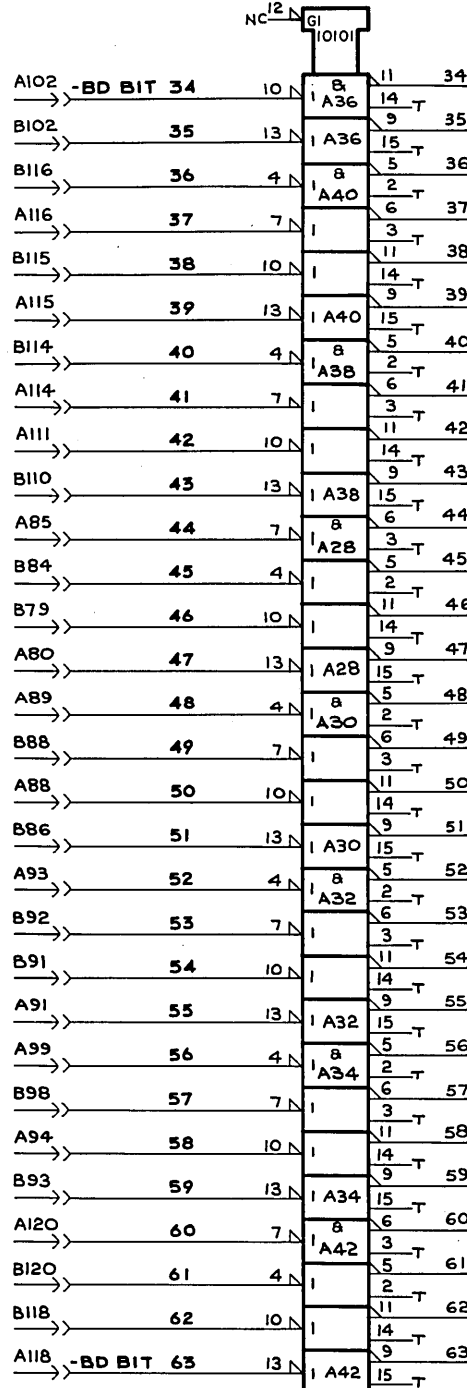 NC 12 G1
10101
A102 -BD BIT 34 10 1 & A36 11 34
14 T
B102 35 13 1 A36 9 35
15 T
B116 36 4 1 & A40 5 36
2 T
A116 37 7 1 6 37
3 T
B115 38 10 1 11 38
14 T
A115 39 13 1 A40 9 39
15 T
B114 40 4 1 & A38 5 40
2 T
A114 41 7 1 6 41
3 T
A111 42 10 1 11 42
14 T
B110 43 13 1 A38 9 43
15 T
A85 44 7 1 & A28 6 44
3 T
B84 45 4 1 5 45
2 T
B79 46 10 1 11 46
14 T
A80 47 13 1 A28 9 47
15 T
A89 48 4 1 & A30 5 48
2 T
B88 49 7 1 6 49
3 T
A88 50 10 1 11 50
14 T
B86 51 13 1 A30 9 51
15 T
A93 52 4 1 & A32 5 52
2 T
B92 53 7 1 6 53
3 T
B91 54 10 1 11 54
14 T
A91 55 13 1 A32 9 55
15 T
A99 56 4 1 & A34 5 56
2 T
B98 57 7 1 6 57
3 T
A94 58 10 1 11 58
14 T
B93 59 13 1 A34 9 59
15 T
A120 60 7 1 & A42 6 60
3 T
B120 61 4 1 5 61
2 T
B118 62 10 1 11 62
14 T
A118 -BD BIT 63 13 1 A42 9 63
15 T